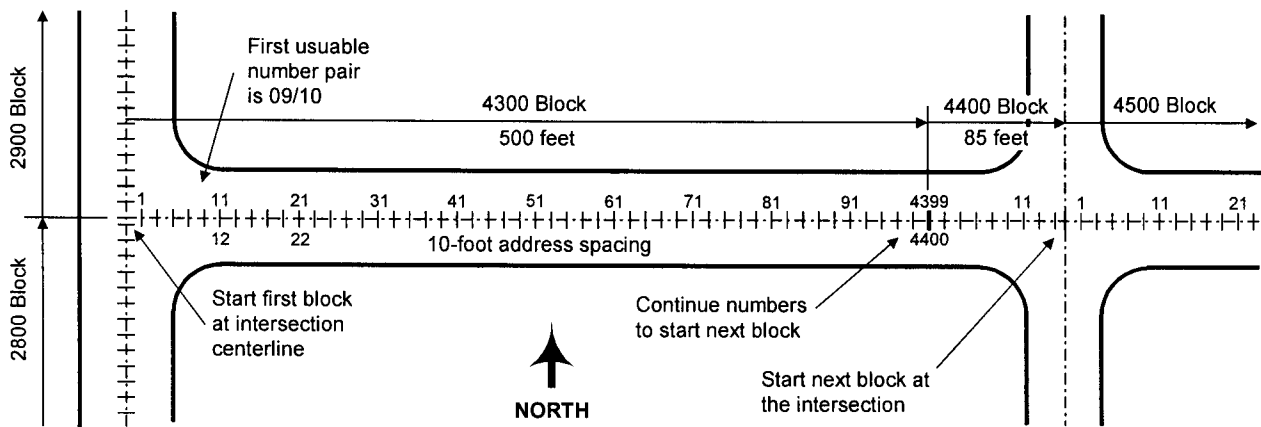 2900 Block
2800 Block
First usuable
number pair
is 09/10
4300 Block
500 feet
4400 Block
85 feet
4500 Block
1 11 21 31 41 51 61 71 81 91 4399 11 1 11 21
12 22 10-foot address spacing 4400
Start first block
at intersection
centerline
Continue numbers
to start next block
Start next block at
the intersection
NORTH